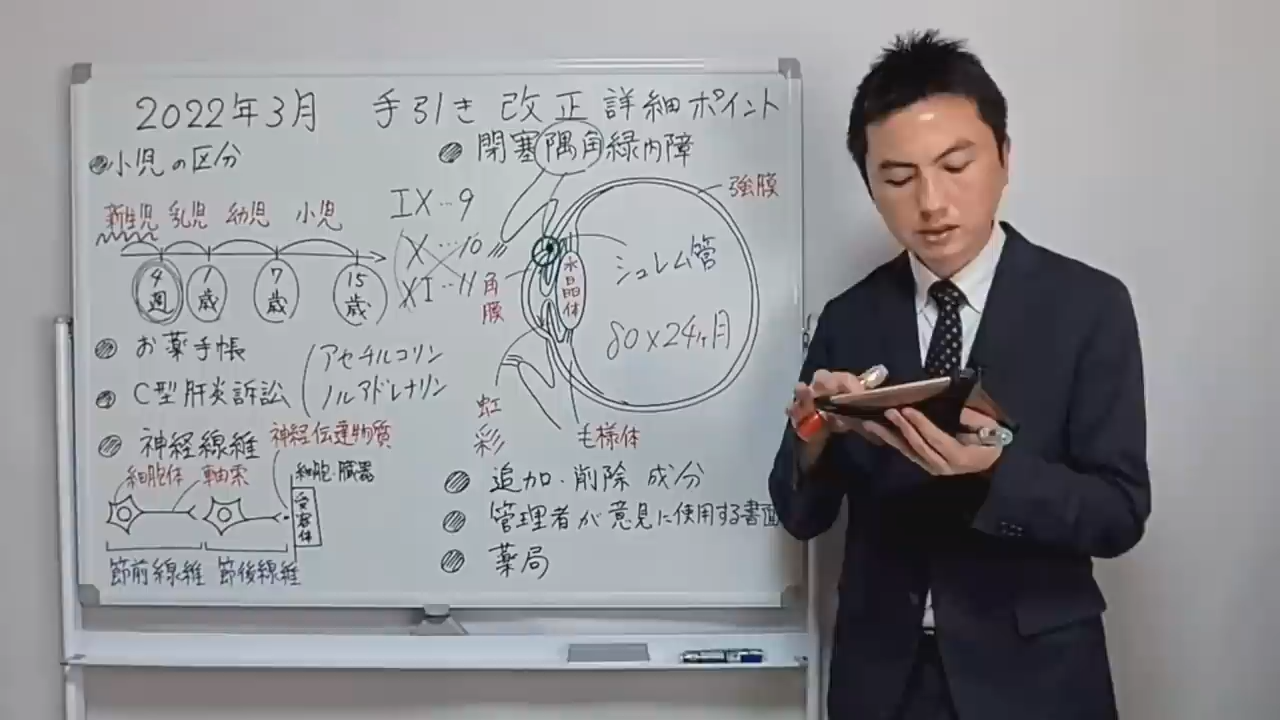 2022年3月 手引き 改正 詳細ポイント
小児の区分
新生児 乳児 幼児 小児
4週
1歳
7歳
15歳
IX…9
X…10
XI…11
お薬手帳
C型肝炎訴訟
アセチルコリン
ノルアドレナリン
神経線維
神経伝達物質
細胞体 軸索
細胞・臓器
受容体
節前線維 節後線維
閉塞隅角緑内障
強膜
シュレム管
水晶体
角膜
80×24ヶ月
虹彩
毛様体
追加・削除 成分
管理者が意見に使用する書面
薬局